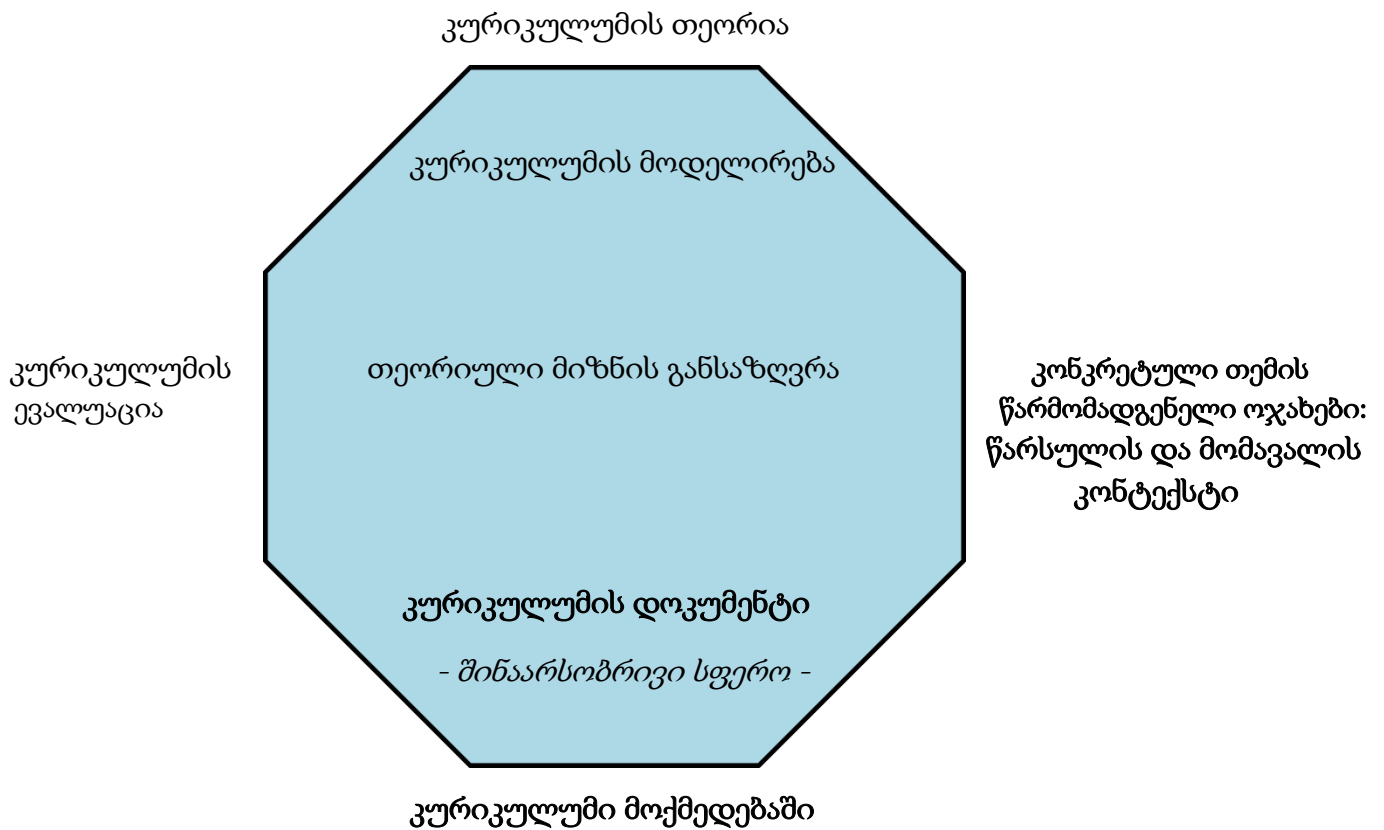 კურიკულუმის თეორია
კურიკულუმის მოდელირება
კურიკულუმის
ევალუაცია
თეორიული მიზნის განსაზღვრა
კონკრეტული თემის
წარმომადგენელი ოჯახები:
წარსულის და მომავალის
კონტექსტი
კურიკულუმის დოკუმენტი
- შინაარსობრივი სფერო -
კურიკულუმი მოქმედებაში